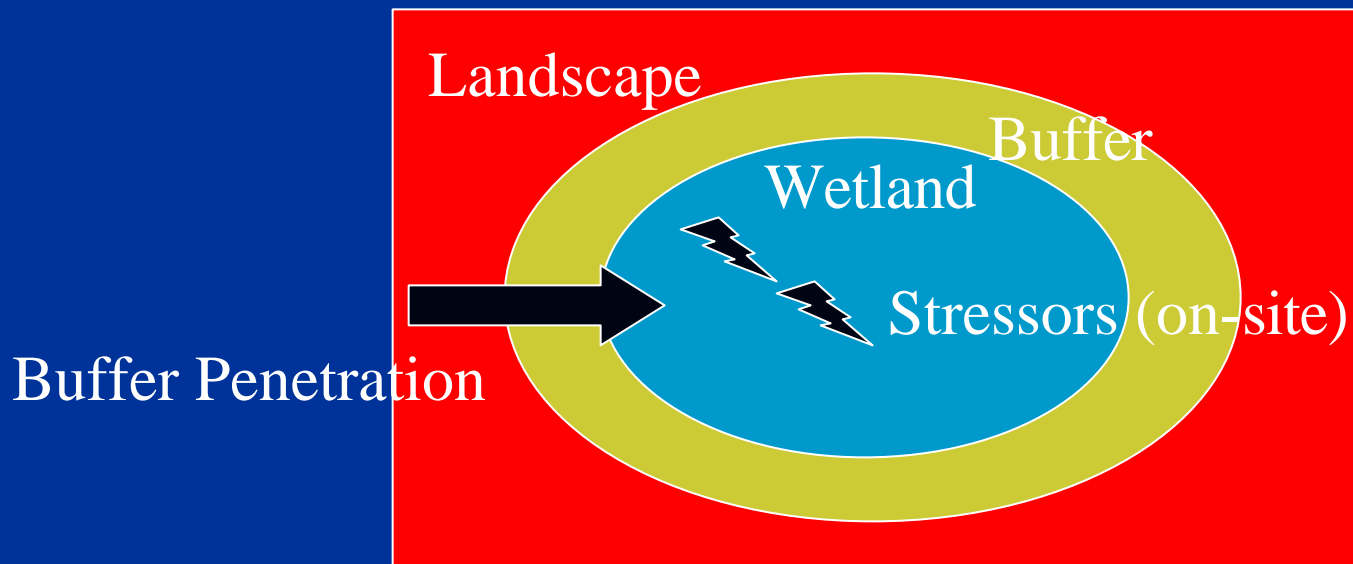 Landscape
Buffer
Wetland
Stressors (on-site)
Buffer Penetration